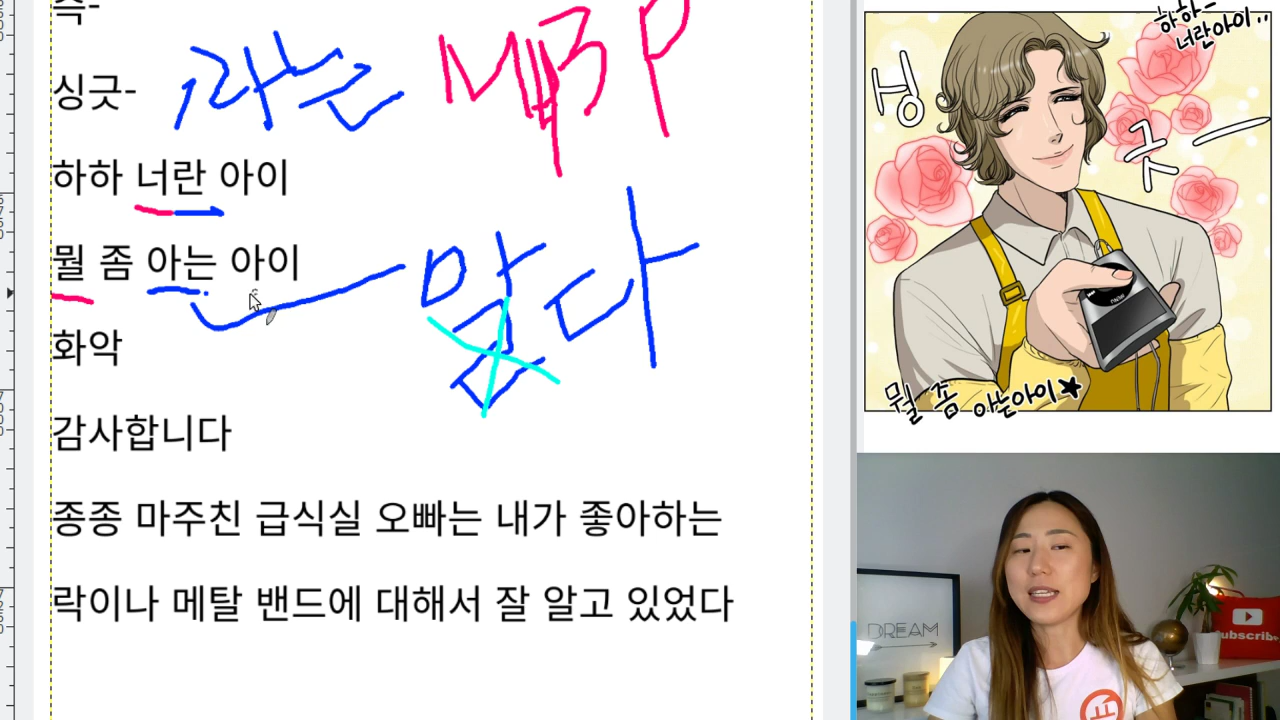 즉-
싱긋- 라는 MP3 P
하하 너란 아이
뭘 좀 아는 아이
알다
화악
감사합니다
종종 마주친 급식실 오빠는 내가 좋아하는
락이나 메탈 밴드에 대해서 잘 알고 있었다
하하-
너란아이..
싱
긋
뭘 좀 아는아이★
DREAM
Subscribe